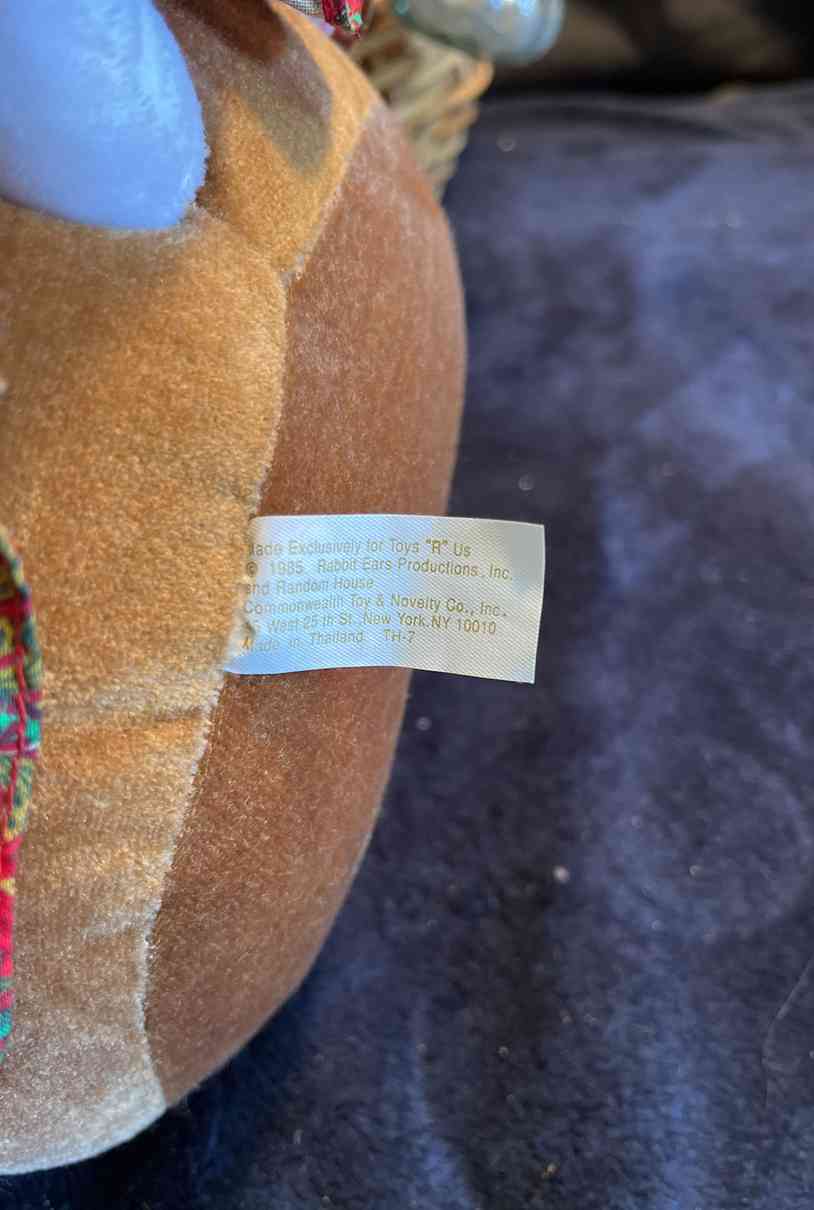 Made Exclusively for Toys "R" Us
© 1985 Rabbit Ears Productions, Inc.
and Random House
Commonwealth Toy & Novelty Co., Inc.
West 25 th St., New York, NY 10010
Made in Thailand TH-7